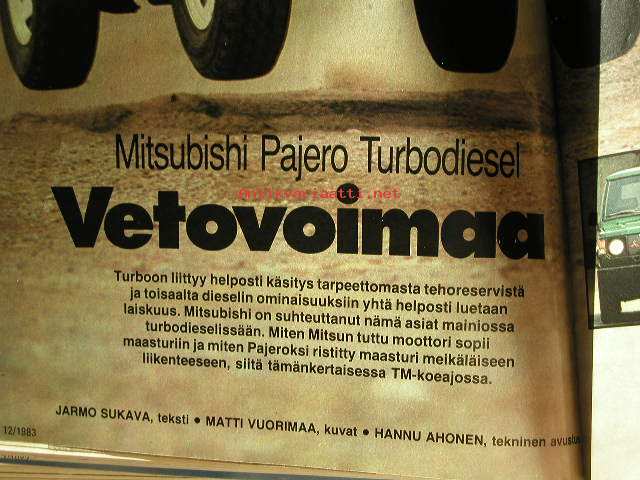 Mitsubishi Pajero Turbodiesel
antikvariaatti.net
Vetovoimaa
Turboon liittyy helposti käsitys tarpeettomasta tehoreservistä
ja toisaalta dieselin ominaisuuksiin yhtä helposti luetaan
laiskuus. Mitsubishi on suhteuttanut nämä asiat mainiossa
turbodieselissään. Miten Mitsun tuttu moottori sopii
maasturiin ja miten Pajeroksi ristitty maasturi meikäläiseen
liikenteeseen, siitä tämänkertaisessa TM-koeajossa.
JARMO SUKAVA, teksti ● MATTI VUORIMAA, kuvat ● HANNU AHONEN, tekninen avustus
12/1983